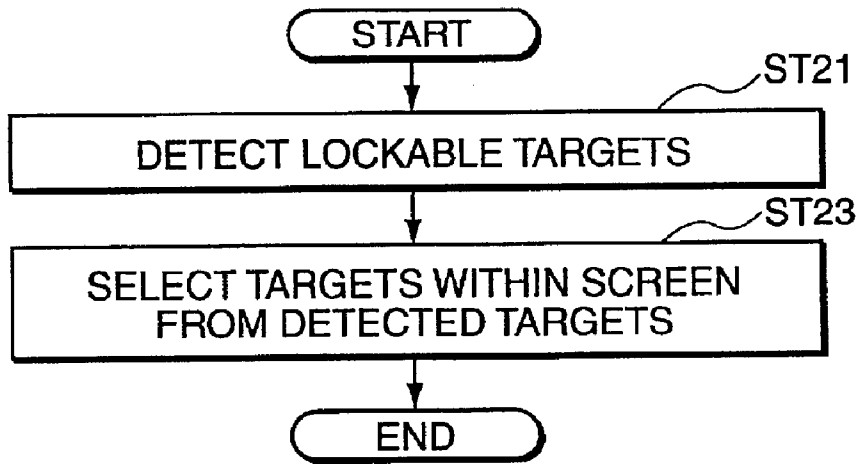 START
ST21
DETECT LOCKABLE TARGETS
ST23
SELECT TARGETS WITHIN SCREEN
FROM DETECTED TARGETS
END